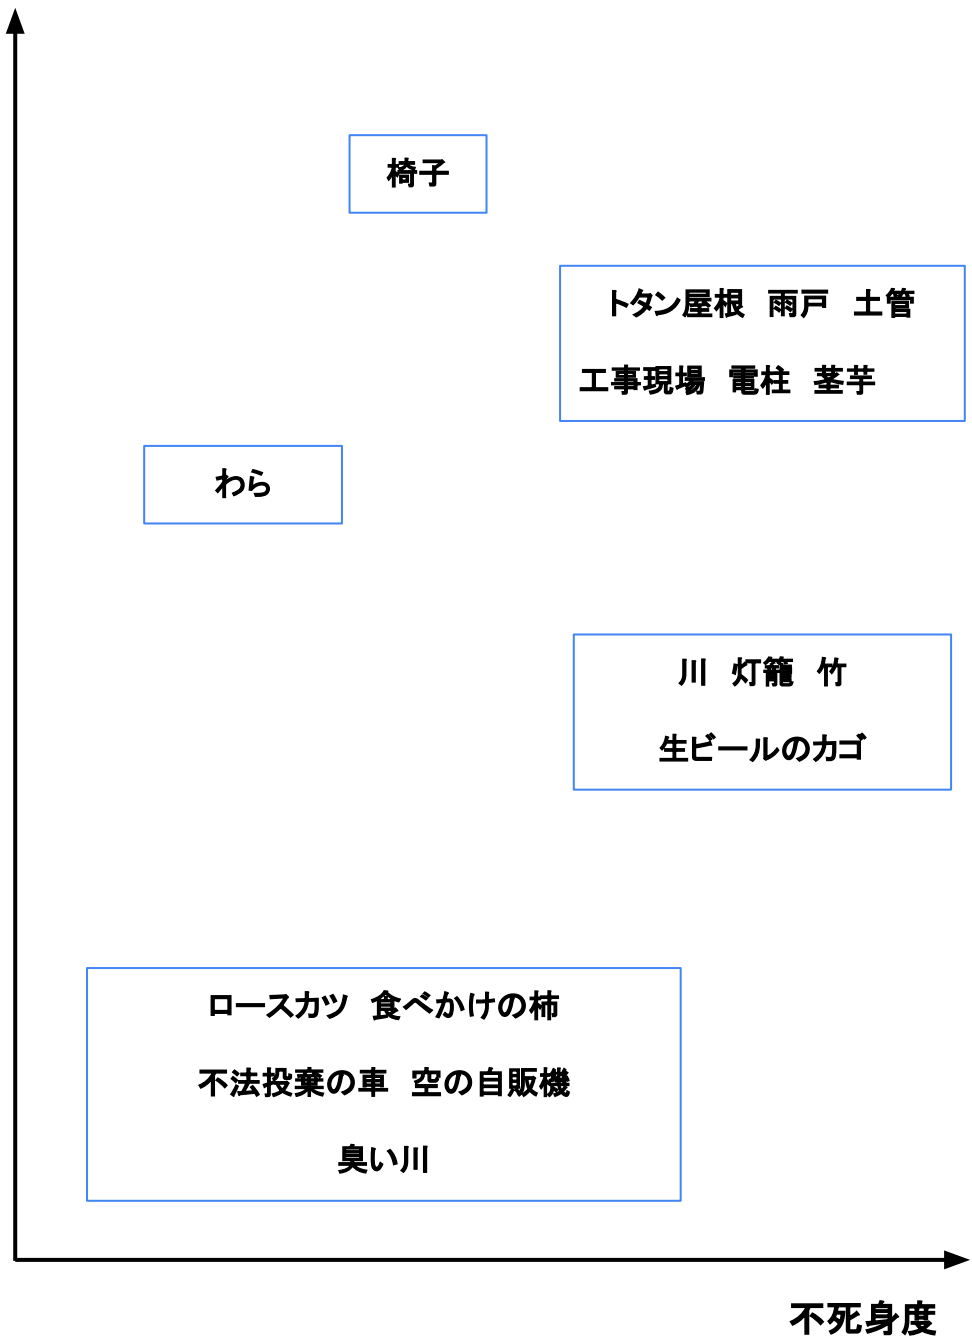 椅子
トタン屋根　雨戸　土管
工事現場　電柱　茎芋
わら
川　灯籠　竹
生ビールのカゴ
ロースカツ　食べかけの柿
不法投棄の車　空の自販機
臭い川
不死身度